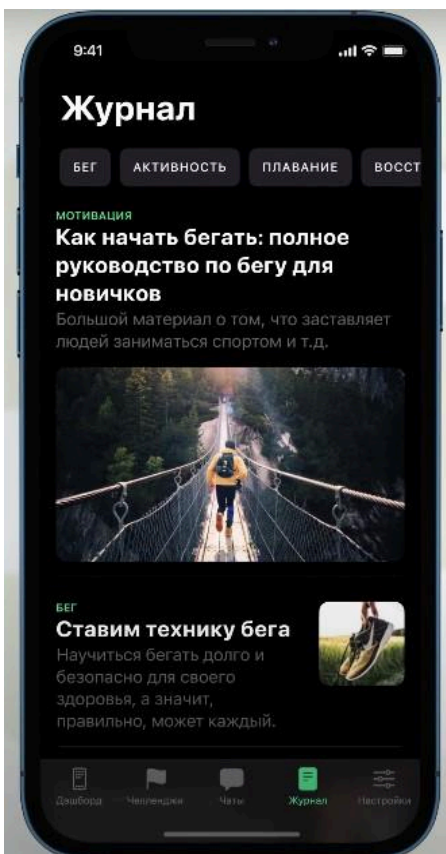 9:41
Журнал
БЕГ
АКТИВНОСТЬ
ПЛАВАНИЕ
ВОССТ
МОТИВАЦИЯ
Как начать бегать: полное
руководство по бегу для
новичков
Большой материал о том, что заставляет
людей заниматься спортом и т.д.
БЕГ
Ставим технику бега
Научиться бегать долго и
безопасно для своего
здоровья, а значит,
правильно, может каждый.
Дашборд
Челленджи
Чаты
Журнал
Настройки